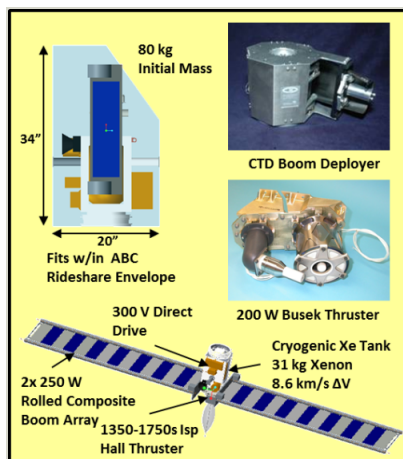 80 kg
Initial Mass
34”
20”
Fits w/in ABC
Rideshare Envelope
CTD Boom Deployer
200 W Busek Thruster
300 V Direct
Drive
Cryogenic Xe Tank
31 kg Xenon
8.6 km/s ΔV
2x 250 W
Rolled Composite
Boom Array
1350-1750s Isp
Hall Thruster